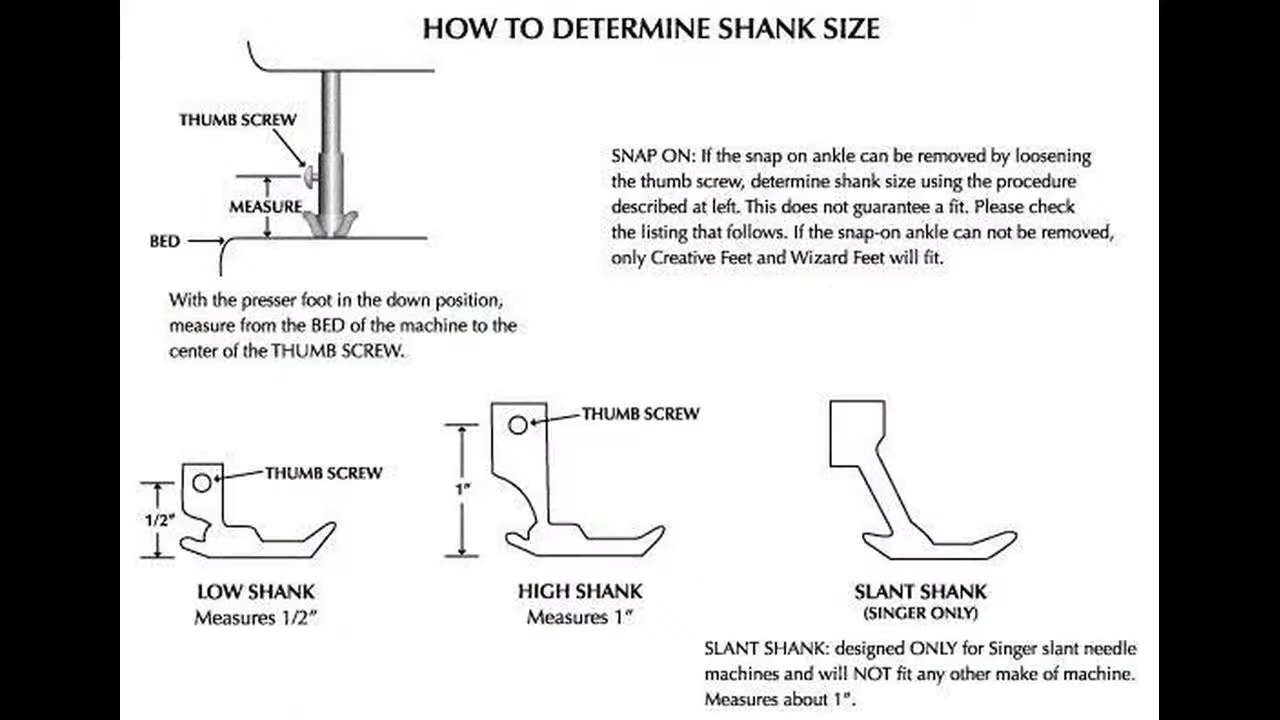 HOW TO DETERMINE SHANK SIZE
THUMB SCREW
MEASURE
BED
With the presser foot in the down position,
measure from the BED of the machine to the
center of the THUMB SCREW.
SNAP ON: If the snap on ankle can be removed by loosening
the thumb screw, determine shank size using the procedure
described at left. This does not guarantee a fit. Please check
the listing that follows. If the snap-on ankle can not be removed,
only Creative Feet and Wizard Feet will fit.
THUMB SCREW
1/2"
LOW SHANK
Measures 1/2"
THUMB SCREW
1"
HIGH SHANK
Measures 1"
SLANT SHANK
(SINGER ONLY)
SLANT SHANK: designed ONLY for Singer slant needle
machines and will NOT fit any other make of machine.
Measures about 1".